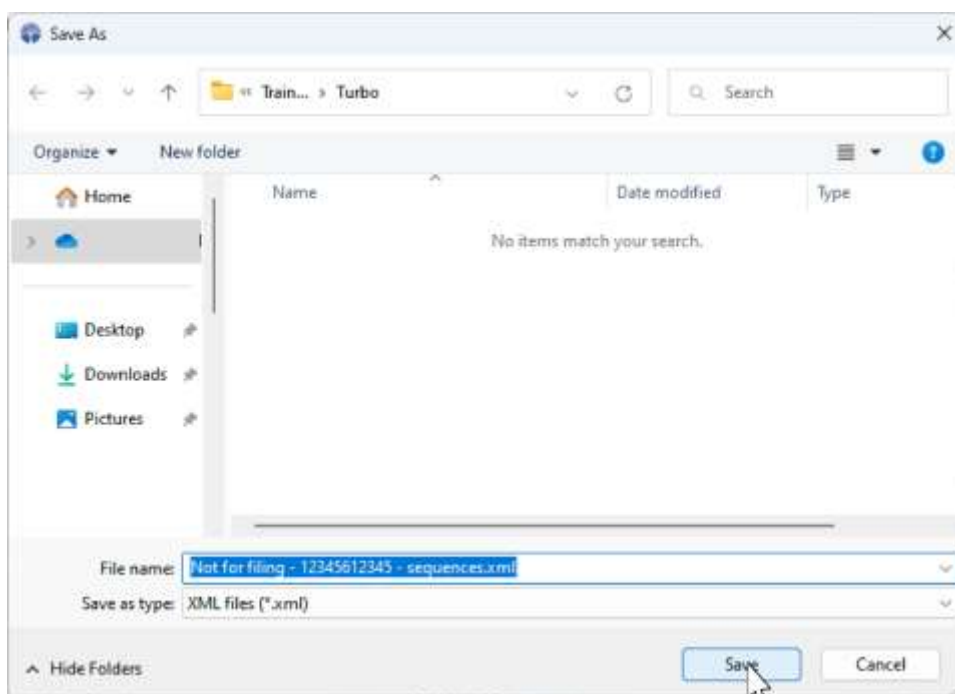 Save As
« Train... › Turbo
Search
Organize
New folder
Name
Date modified
Type
Home
No items match your search.
Desktop
Downloads
Pictures
File name: Not for filing - 12345612345 - sequences.xml
Save as type: XML files (*.xml)
Hide Folders
Save
Cancel